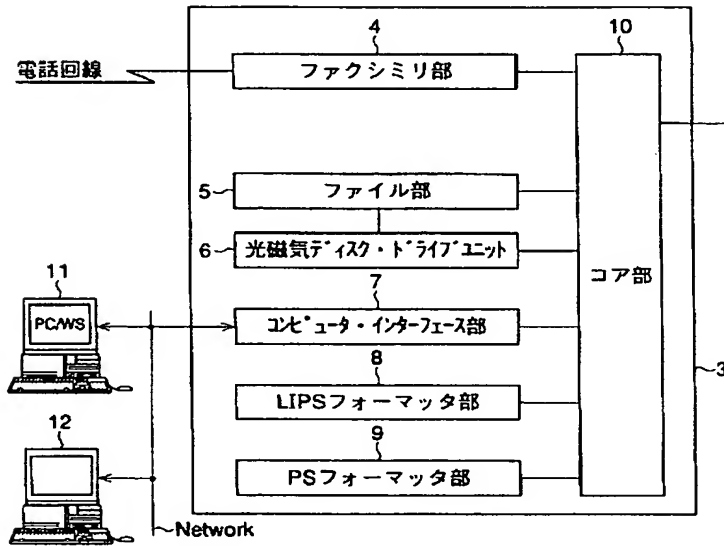 4
10
電話回線
ファクシミリ部
5
ファイル部
6
光磁気ディスク・ドライブユニット
コア部
11
7
PC/WS
コンピュータ・インターフェース部
8
3
LIPSフォーマッタ部
12
9
PSフォーマッタ部
Network